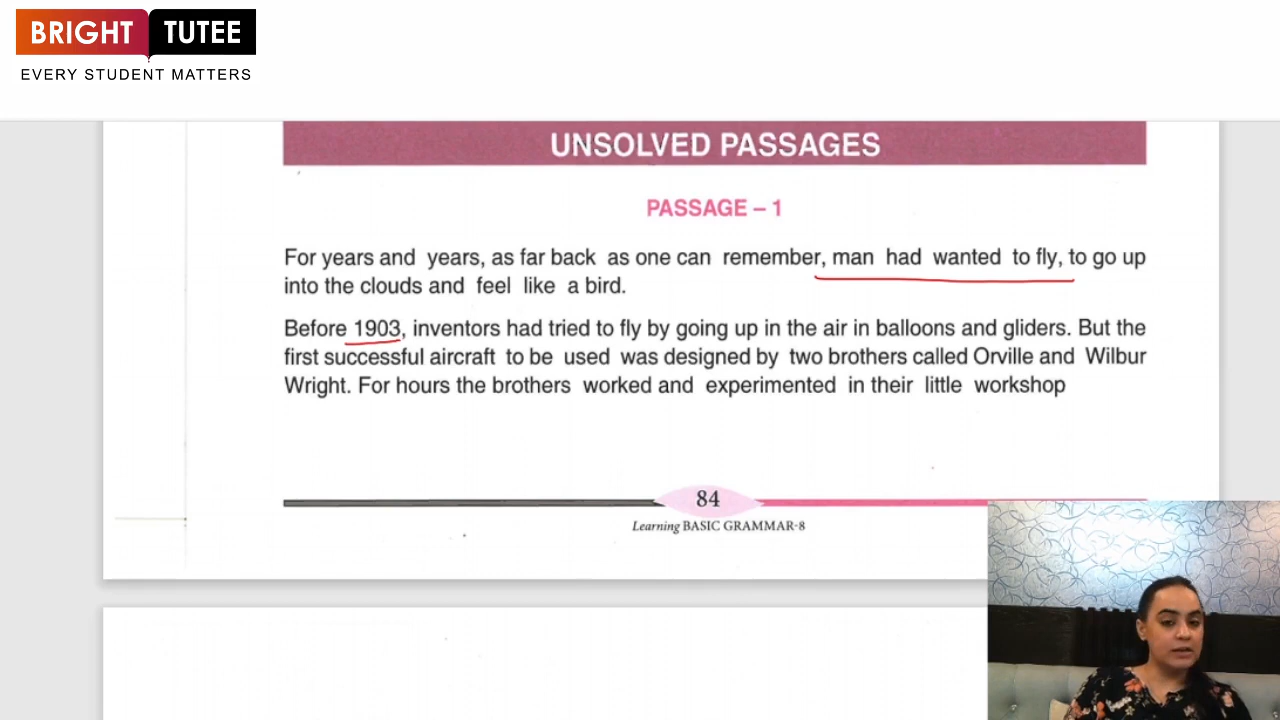 BRIGHT TUTEE
EVERY STUDENT MATTERS
UNSOLVED PASSAGES
PASSAGE – 1
For years and years, as far back as one can remember, man had wanted to fly, to go up
into the clouds and feel like a bird.
Before 1903, inventors had tried to fly by going up in the air in balloons and gliders. But the
first successful aircraft to be used was designed by two brothers called Orville and Wilbur
Wright. For hours the brothers worked and experimented in their little workshop
84
Learning BASIC GRAMMAR-8